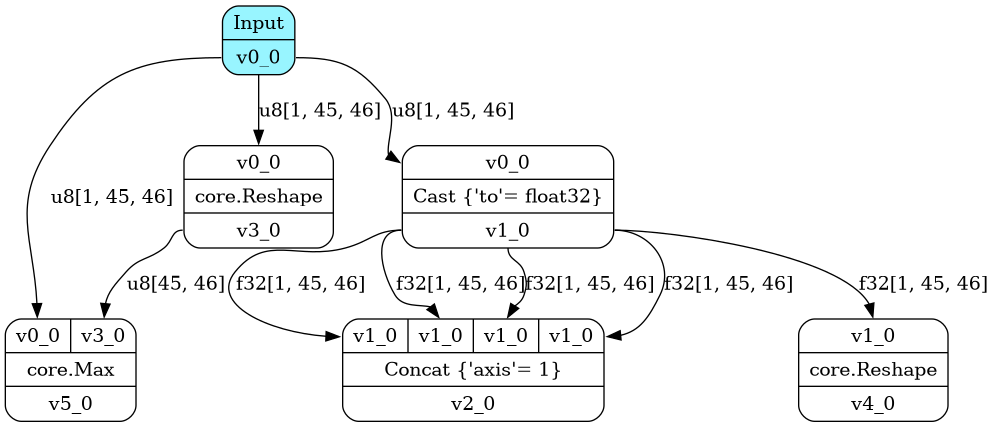 Input
v0_0
u8[1, 45, 46]
u8[1, 45, 46]
v0_0
core.Reshape
v3_0
v0_0
Cast {'to'= float32}
v1_0
u8[1, 45, 46]
u8[45, 46]
f32[1, 45, 46]
f32[1, 45, 46]
f32[1, 45, 46]
f32[1, 45, 46]
f32[1, 45, 46]
v0_0 v3_0
core.Max
v5_0
v1_0 v1_0 v1_0 v1_0
Concat {'axis'= 1}
v2_0
v1_0
core.Reshape
v4_0